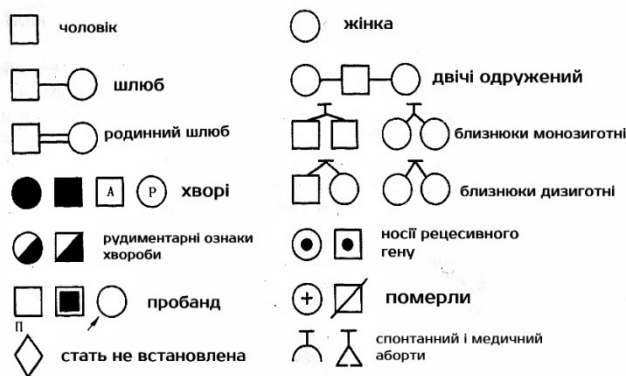 чоловік
жінка
шлюб
двічі одружений
родинний шлюб
близнюки монозиготні
А Р хворі
близнюки дизиготні
рудиментарні ознаки
хвороби
носії рецесивного
гену
пробанд
П
померли
стать не встановлена
спонтанний і медичний
аборти